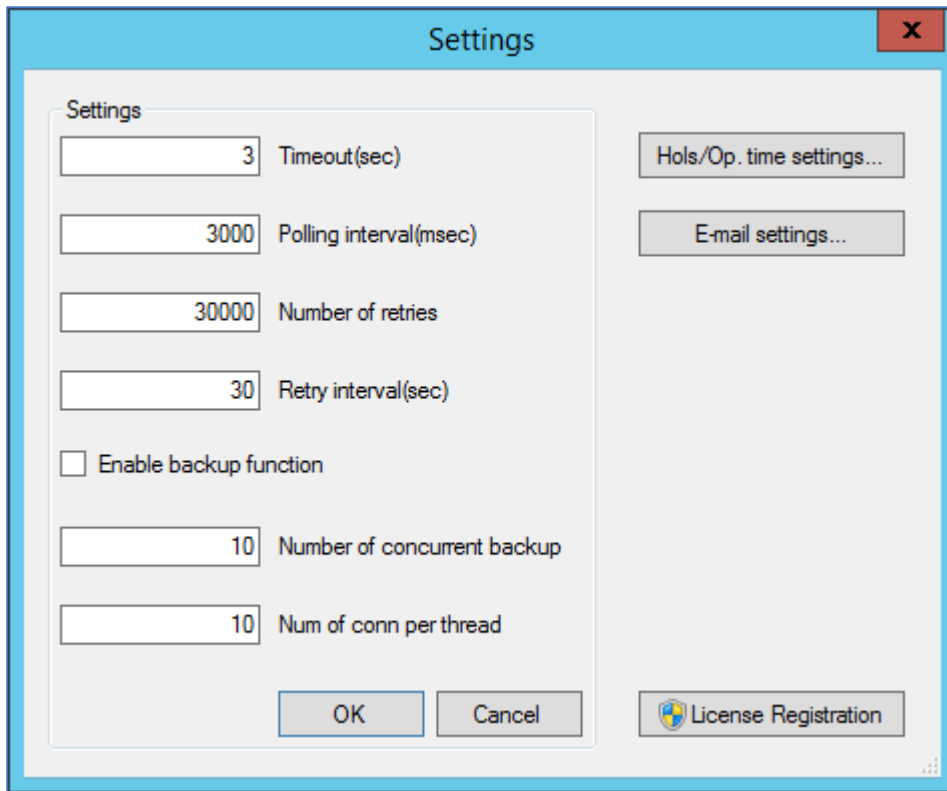 Settings
X
Settings
3 Timeout(sec)
Hols/Op. time settings...
3000 Polling interval(msec)
E-mail settings...
30000 Number of retries
30 Retry interval(sec)
Enable backup function
10 Number of concurrent backup
10 Num of conn per thread
OK
Cancel
License Registration